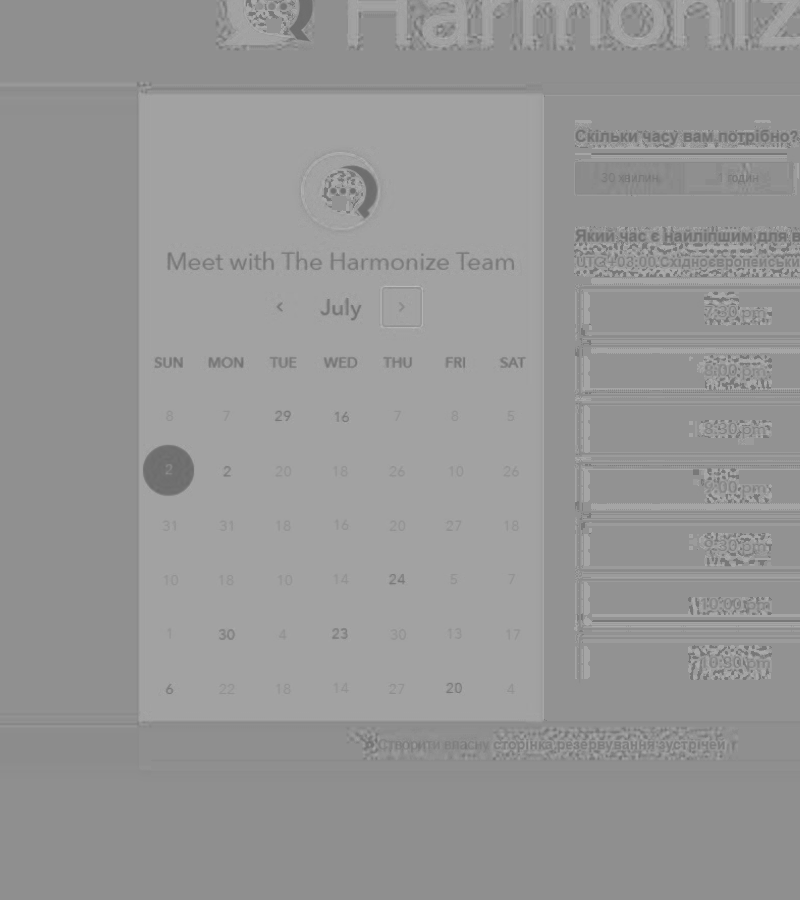 Harmoniz
Meet with The Harmonize Team
‹ July ›
SUN MON TUE WED THU FRI SAT
8 7 29 16 7 8 5
2 2 20 18 26 10 26
31 31 18 16 20 27 18
10 18 10 14 24 5 7
1 30 4 23 30 13 17
6 22 18 14 27 20 4
Скільки часу вам потрібно?
30 хвилин 1 годин
Який час є найліпшим для в
UTC +03:00 Східноєвропейськи
7:30 pm
8:00 pm
8:30 pm
9:00 pm
9:30 pm
10:00 pm
10:30 pm
Створити власну сторінка резервування зустрічей